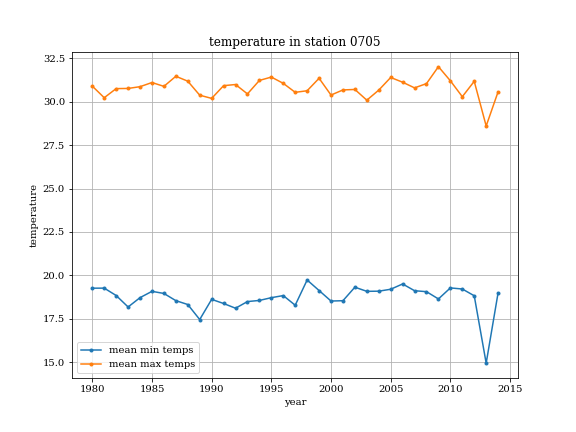 temperature in station 0705
32.5
30.0
27.5
25.0
22.5
20.0
17.5
15.0
temperature
mean min temps
mean max temps
1980 1985 1990 1995 2000 2005 2010 2015
year